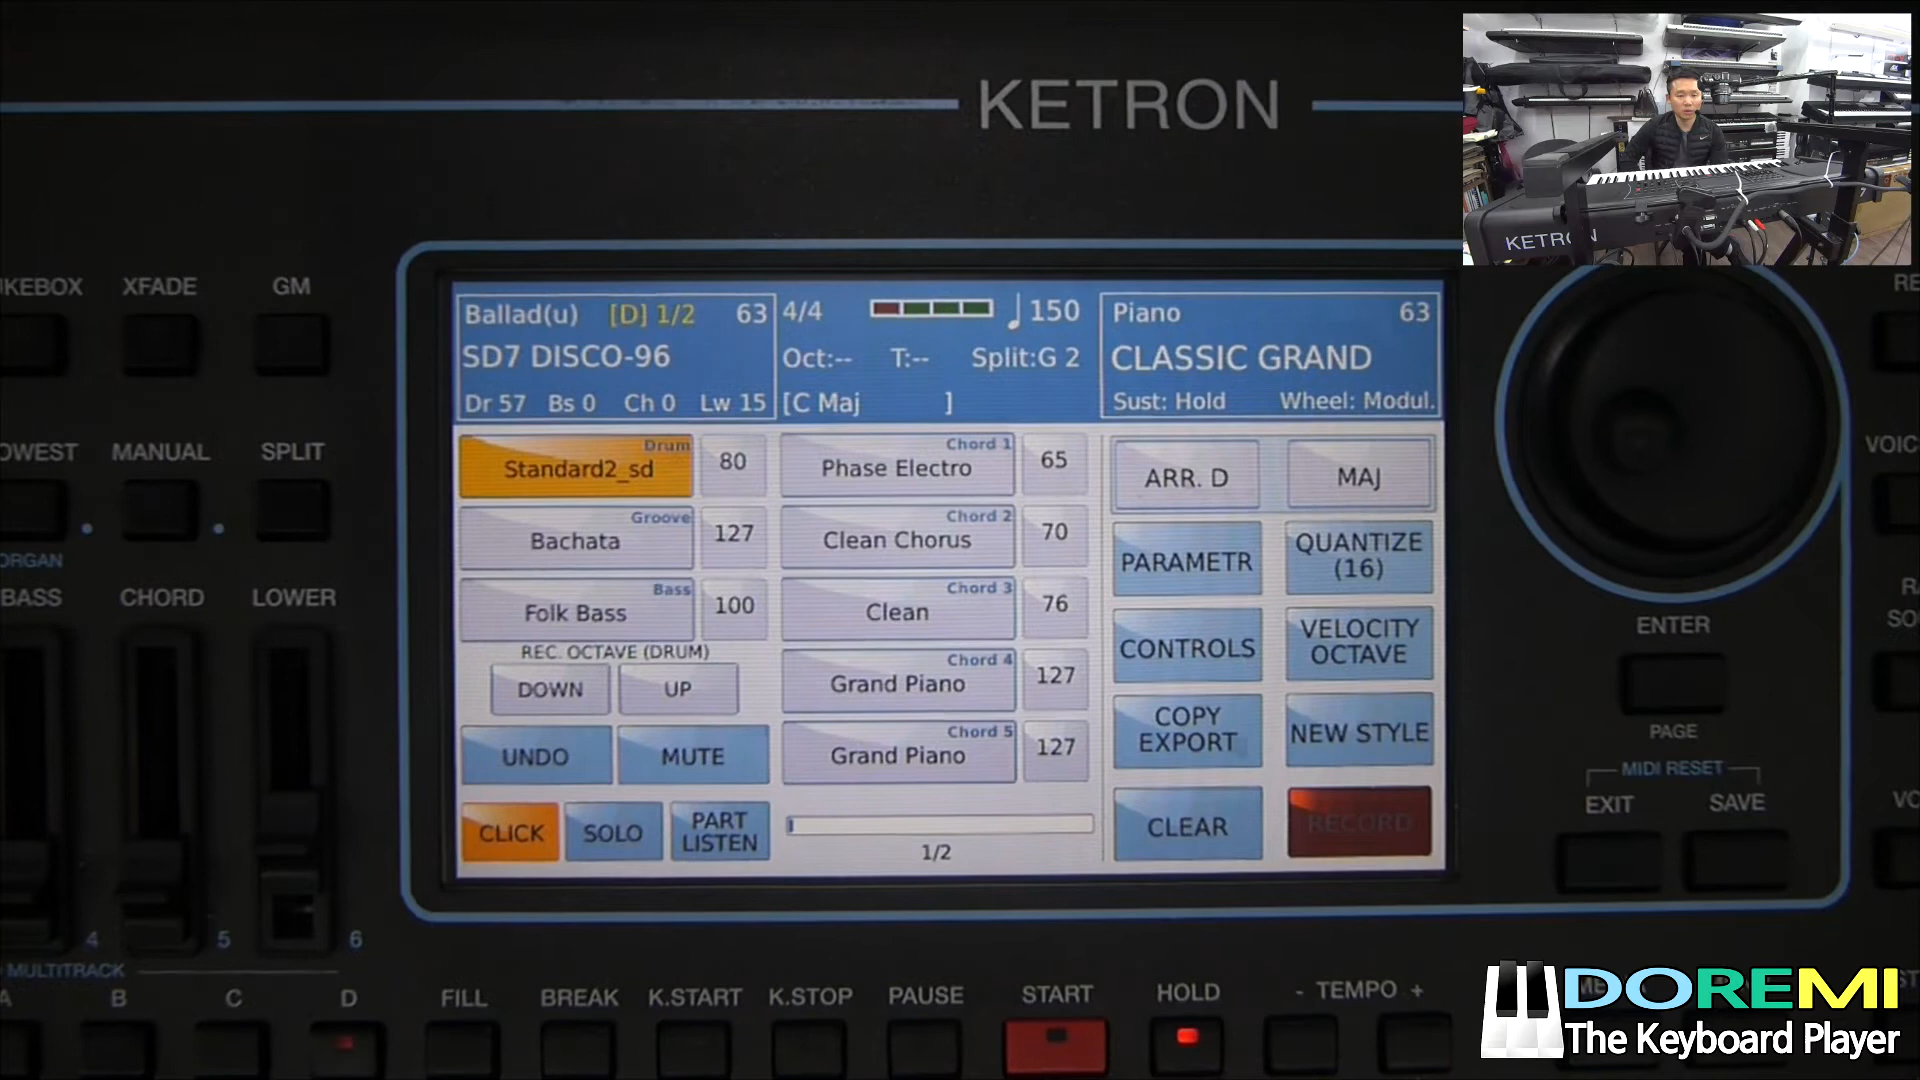 KETRON
KETRON
XFADE
GM
MANUAL
SPLIT
BASS
CHORD
LOWER
4
5
6
MULTITRACK
A
B
C
D
Ballad(u) [D] 1/2 63
SD7 DISCO-96
Dr 57 Bs 0 Ch 0 Lw 15
4/4 150
Oct:-- T:-- Split:G 2
[C Maj ]
Piano 63
CLASSIC GRAND
Sust: Hold Wheel: Modul.
Drum
Standard2_sd
80
Groove
Bachata
127
Bass
Folk Bass
100
REC. OCTAVE (DRUM)
DOWN
UP
UNDO
MUTE
CLICK
SOLO
PART
LISTEN
Chord 1
Phase Electro
65
Chord 2
Clean Chorus
70
Chord 3
Clean
76
Chord 4
Grand Piano
127
Chord 5
Grand Piano
127
1/2
ARR. D
MAJ
PARAMETR
QUANTIZE
(16)
CONTROLS
VELOCITY
OCTAVE
COPY
EXPORT
NEW STYLE
CLEAR
RECORD
ENTER
PAGE
MIDI RESET
EXIT
SAVE
FILL
BREAK
K.START
K.STOP
PAUSE
START
HOLD
- TEMPO +
DOREMI
The Keyboard Player